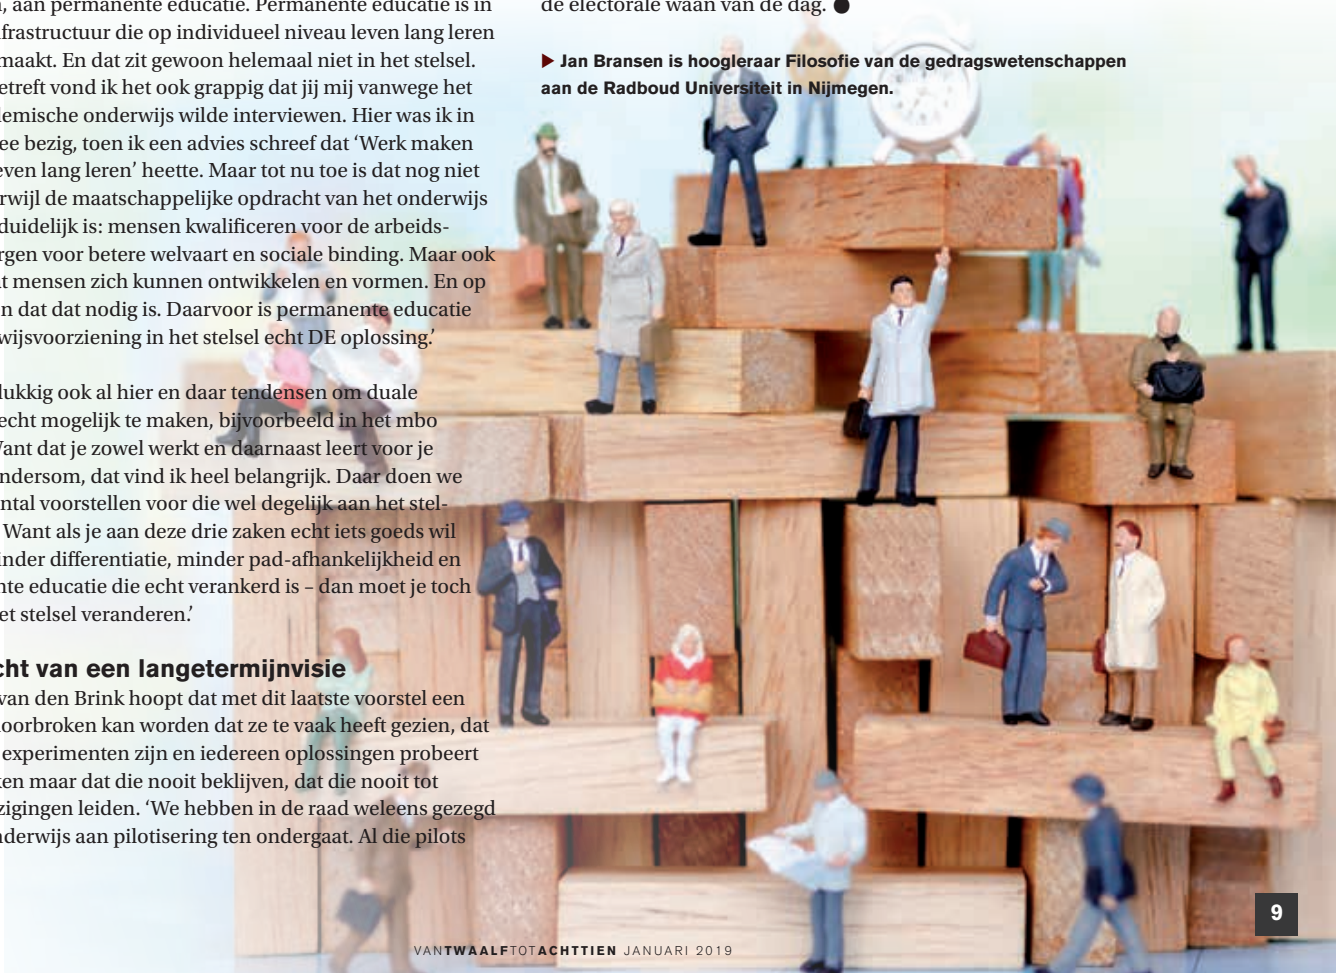 , aan permanente educatie. Permanente educatie is in
frastructuur die op individueel niveau leven lang leren
maakt. En dat zit gewoon helemaal niet in het stelsel.
etreft vond ik het ook grappig dat jij mij vanwege het
lemische onderwijs wilde interviewen. Hier was ik in
ee bezig, toen ik een advies schreef dat ‘Werk maken
even lang leren’ heette. Maar tot nu toe is dat nog niet
rwijl de maatschappelijke opdracht van het onderwijs
duidelijk is: mensen kwalificeren voor de arbeids-
rgen voor betere welvaart en sociale binding. Maar ook
t mensen zich kunnen ontwikkelen en vormen. En op
n dat dat nodig is. Daarvoor is permanente educatie
wijsvoorziening in het stelsel echt DE oplossing.’
lukkig ook al hier en daar tendensen om duale
echt mogelijk te maken, bijvoorbeeld in het mbo
Want dat je zowel werkt en daarnaast leert voor je
ndersom, dat vind ik heel belangrijk. Daar doen we
ntal voorstellen voor die wel degelijk aan het stel-
Want als je aan deze drie zaken echt iets goeds wil
inder differentiatie, minder pad-afhankelijkheid en
nte educatie die echt verankerd is – dan moet je toch
et stelsel veranderen.’
cht van een langetermijnvisie
van den Brink hoopt dat met dit laatste voorstel een
oorbroken kan worden dat ze te vaak heeft gezien, dat
experimenten zijn en iedereen oplossingen probeert
ken maar dat die nooit beklijven, dat die nooit tot
zigingen leiden. ‘We hebben in de raad weleens gezegd
nderwijs aan pilotisering ten ondergaat. Al die pilots
de electorale waan van de dag. ●
▶ Jan Bransen is hoogleraar Filosofie van de gedragswetenschappen
aan de Radboud Universiteit in Nijmegen.
VANTWAALFTOTACHTTIEN JANUARI 2019
9